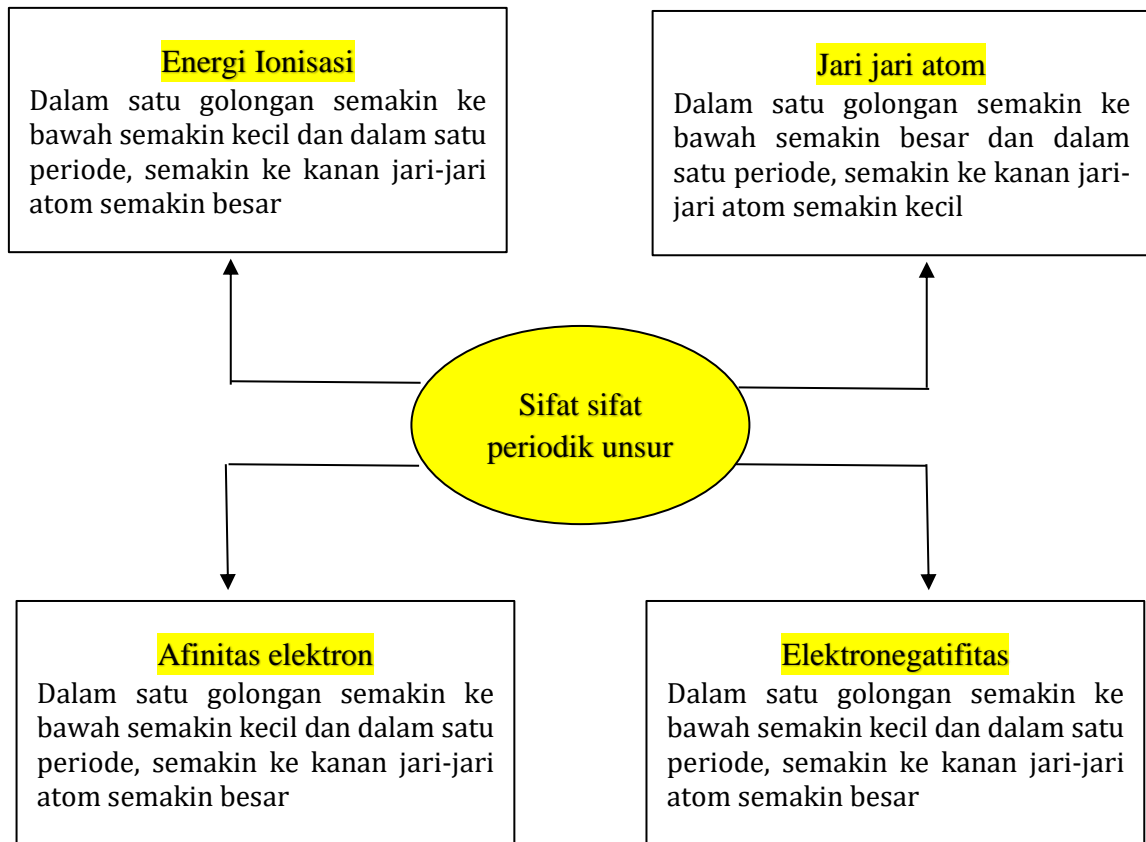 Energi Ionisasi
Dalam satu golongan semakin ke
bawah semakin kecil dan dalam satu
periode, semakin ke kanan jari-jari
atom semakin besar
Jari jari atom
Dalam satu golongan semakin ke
bawah semakin besar dan dalam
satu periode, semakin ke kanan jari-
jari atom semakin kecil
Sifat sifat
periodik unsur
Afinitas elektron
Dalam satu golongan semakin ke
bawah semakin kecil dan dalam satu
periode, semakin ke kanan jari-jari
atom semakin besar
Elektronegatifitas
Dalam satu golongan semakin ke
bawah semakin kecil dan dalam satu
periode, semakin ke kanan jari-jari
atom semakin besar